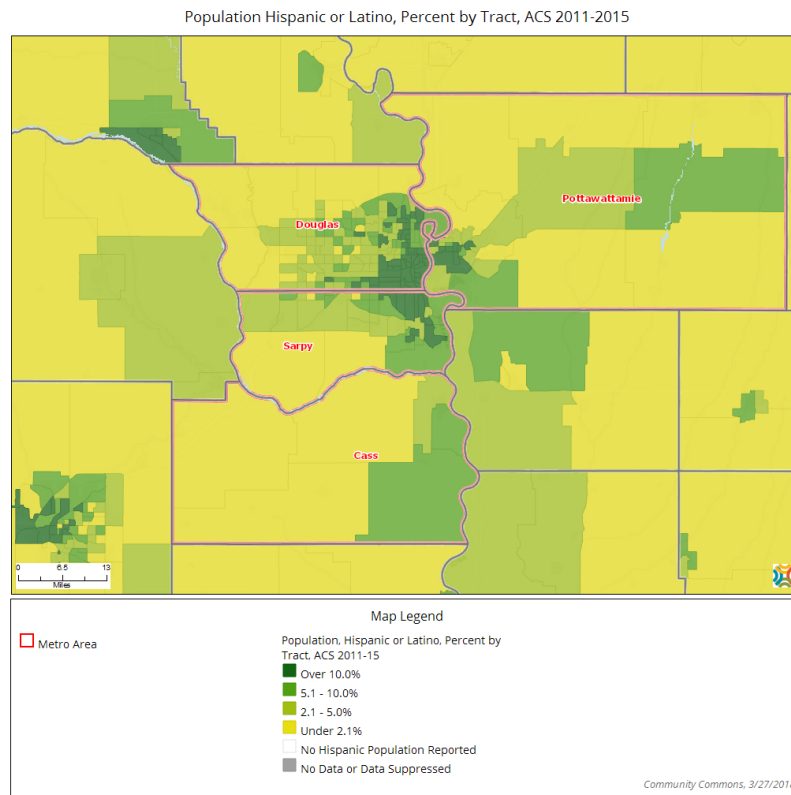 Population Hispanic or Latino, Percent by Tract, ACS 2011-2015
Pottawattamie
Douglas
Sarpy
Cass
0 6.5 13
Miles
Map Legend
Metro Area
Population, Hispanic or Latino, Percent by
Tract, ACS 2011-15
Over 10.0%
5.1 - 10.0%
2.1 - 5.0%
Under 2.1%
No Hispanic Population Reported
No Data or Data Suppressed
Community Commons, 3/27/201